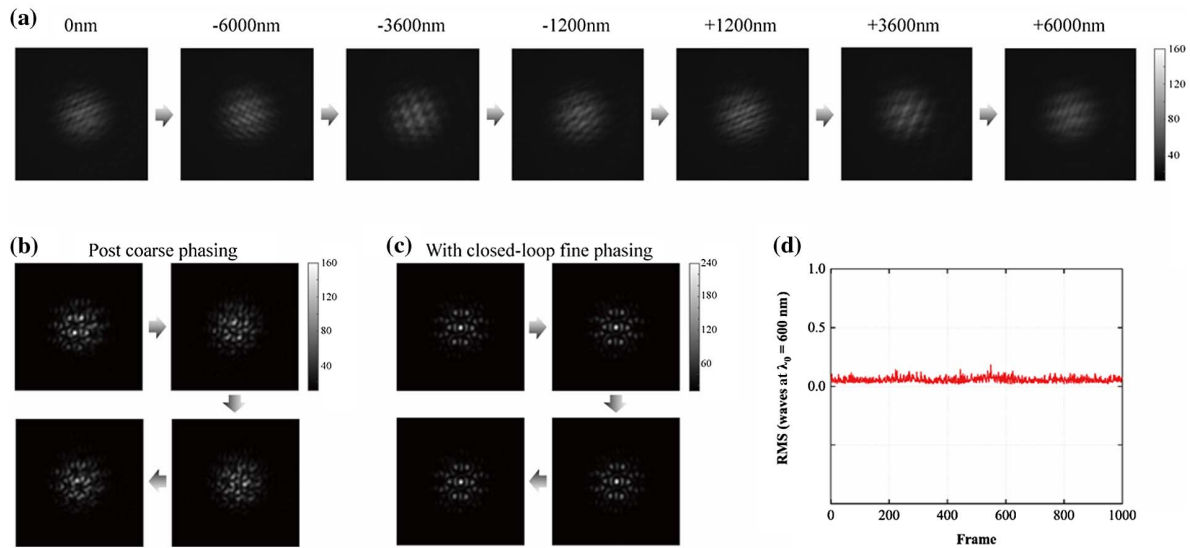 (a)
0nm -6000nm -3600nm -1200nm +1200nm +3600nm +6000nm
160
120
80
40
(b) Post coarse phasing
160
120
80
40
(c) With closed-loop fine phasing
240
180
120
60
(d)
1.0
0.5
0.0
RMS (waves at λ₀ = 600 nm)
0 200 400 600 800 1000
Frame